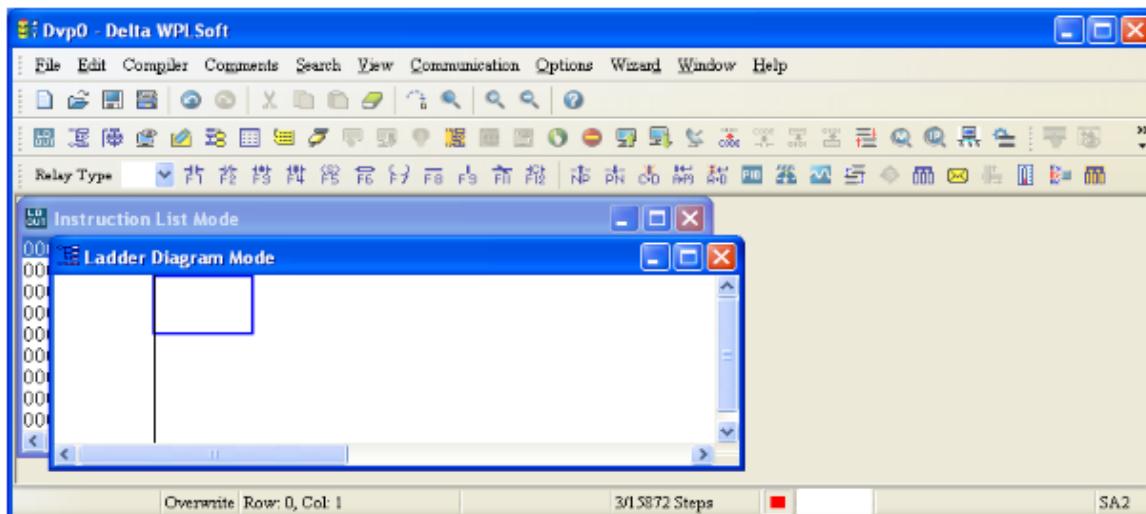 Dvp0 - Delta WPLSoft
File Edit Compiler Comments Search View Communication Options Wizard Window Help
Relay Type
Instruction List Mode
Ladder Diagram Mode
Overwrite Row: 0, Col: 1 3/15872 Steps SA2